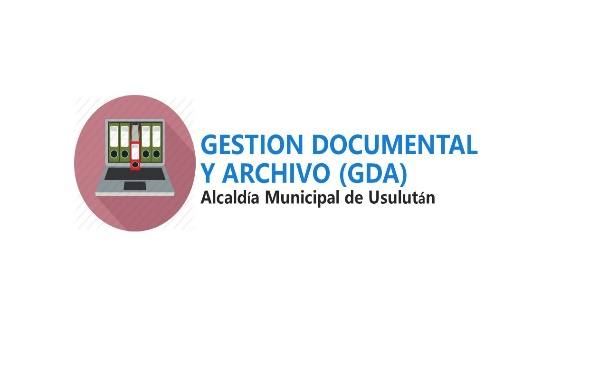 GESTION DOCUMENTAL
Y ARCHIVO (GDA)
Alcaldía Municipal de Usulután